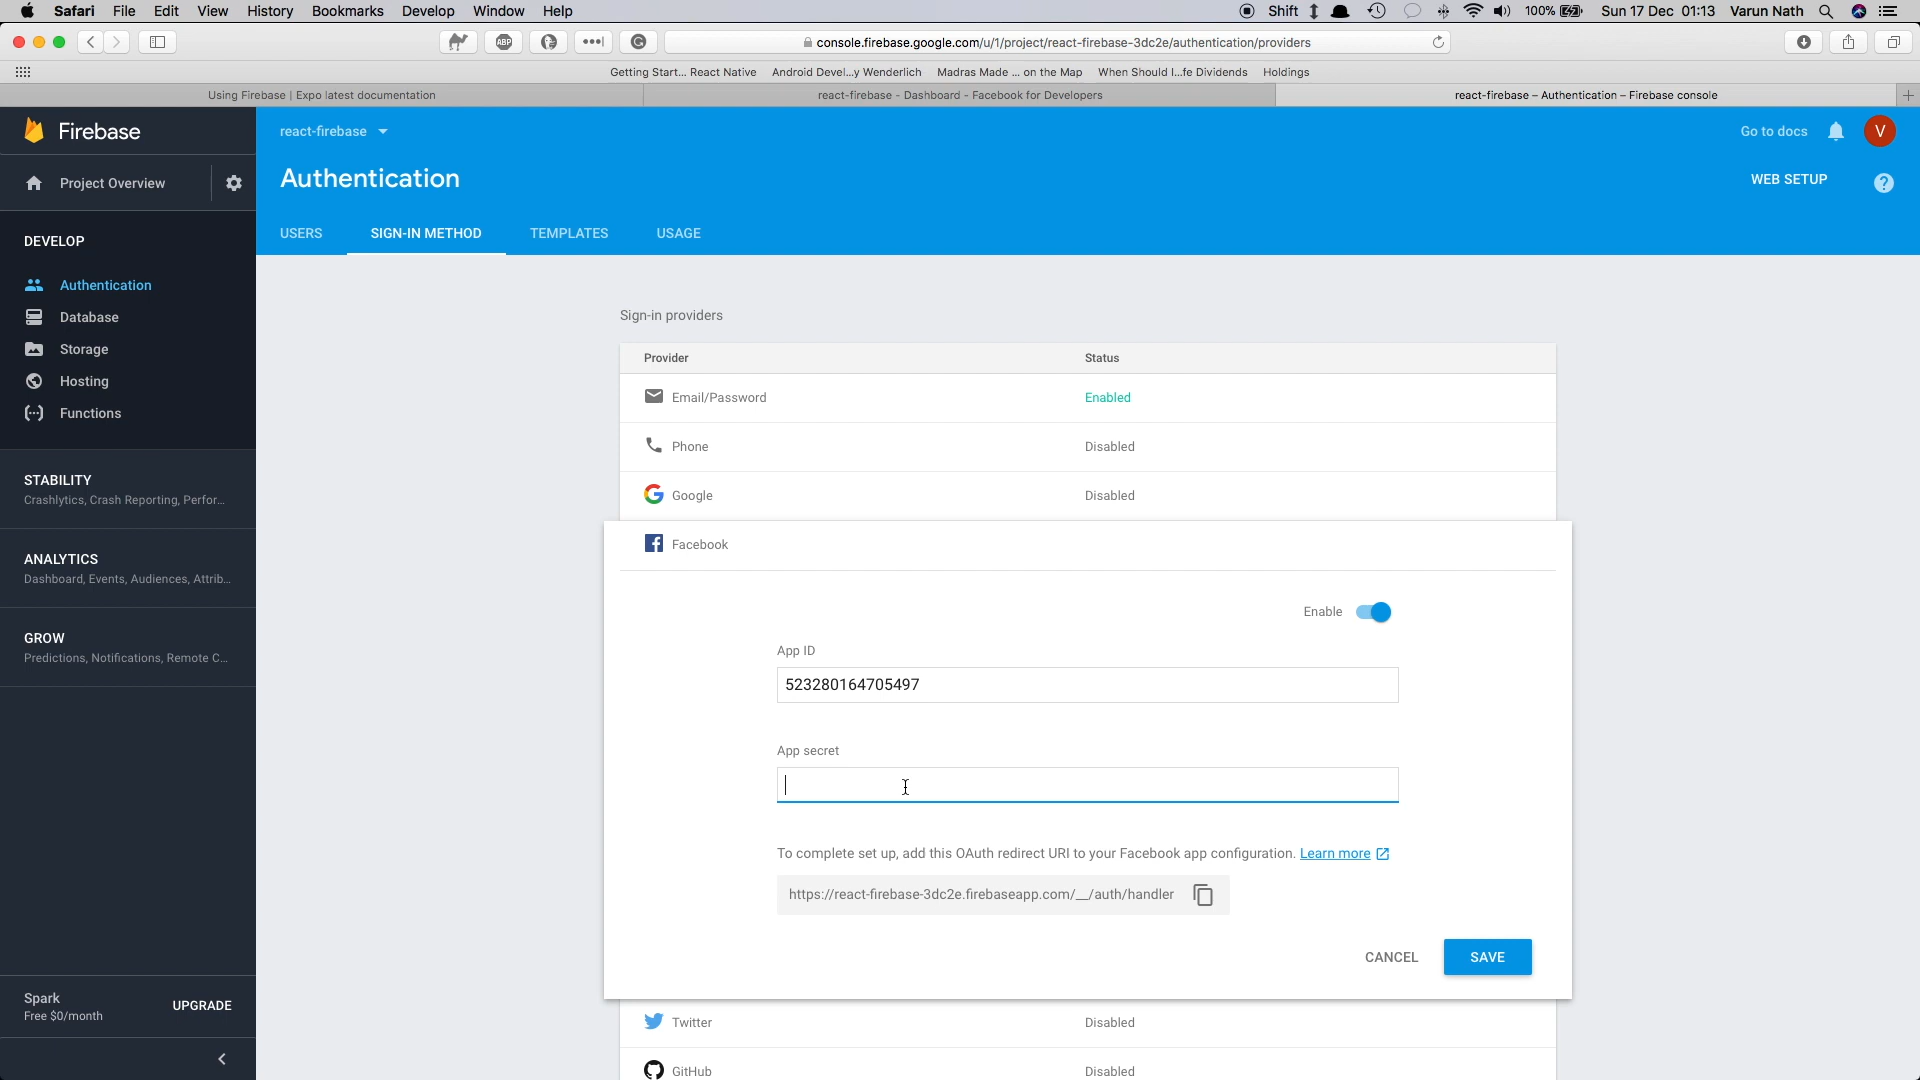 Safari File Edit View History Bookmarks Develop Window Help Shift 100% Sun 17 Dec 01:13 Varun Nath
ABP
console.firebase.google.com/u/1/project/react-firebase-3dc2e/authentication/providers
Getting Start... React Native Android Devel...y Wenderlich Madras Made ... on the Map When Should I...fe Dividends Holdings
Using Firebase | Expo latest documentation react-firebase - Dashboard - Facebook for Developers react-firebase – Authentication – Firebase console
Firebase
react-firebase
Go to docs
V
Project Overview
Authentication
WEB SETUP
?
USERS SIGN-IN METHOD TEMPLATES USAGE
DEVELOP
Authentication
Database
Storage
Hosting
Functions
STABILITY
Crashlytics, Crash Reporting, Perfor...
ANALYTICS
Dashboard, Events, Audiences, Attrib...
GROW
Predictions, Notifications, Remote C...
Spark
Free $0/month
UPGRADE
Sign-in providers
Provider Status
Email/Password Enabled
Phone Disabled
Google Disabled
Facebook
Enable
App ID
523280164705497
App secret
To complete set up, add this OAuth redirect URI to your Facebook app configuration. Learn more
https://react-firebase-3dc2e.firebaseapp.com/__/auth/handler
CANCEL SAVE
Twitter Disabled
GitHub Disabled